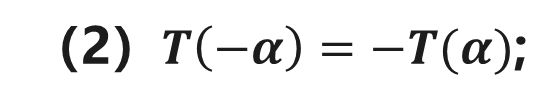 (2) T(−α) = −T(α);